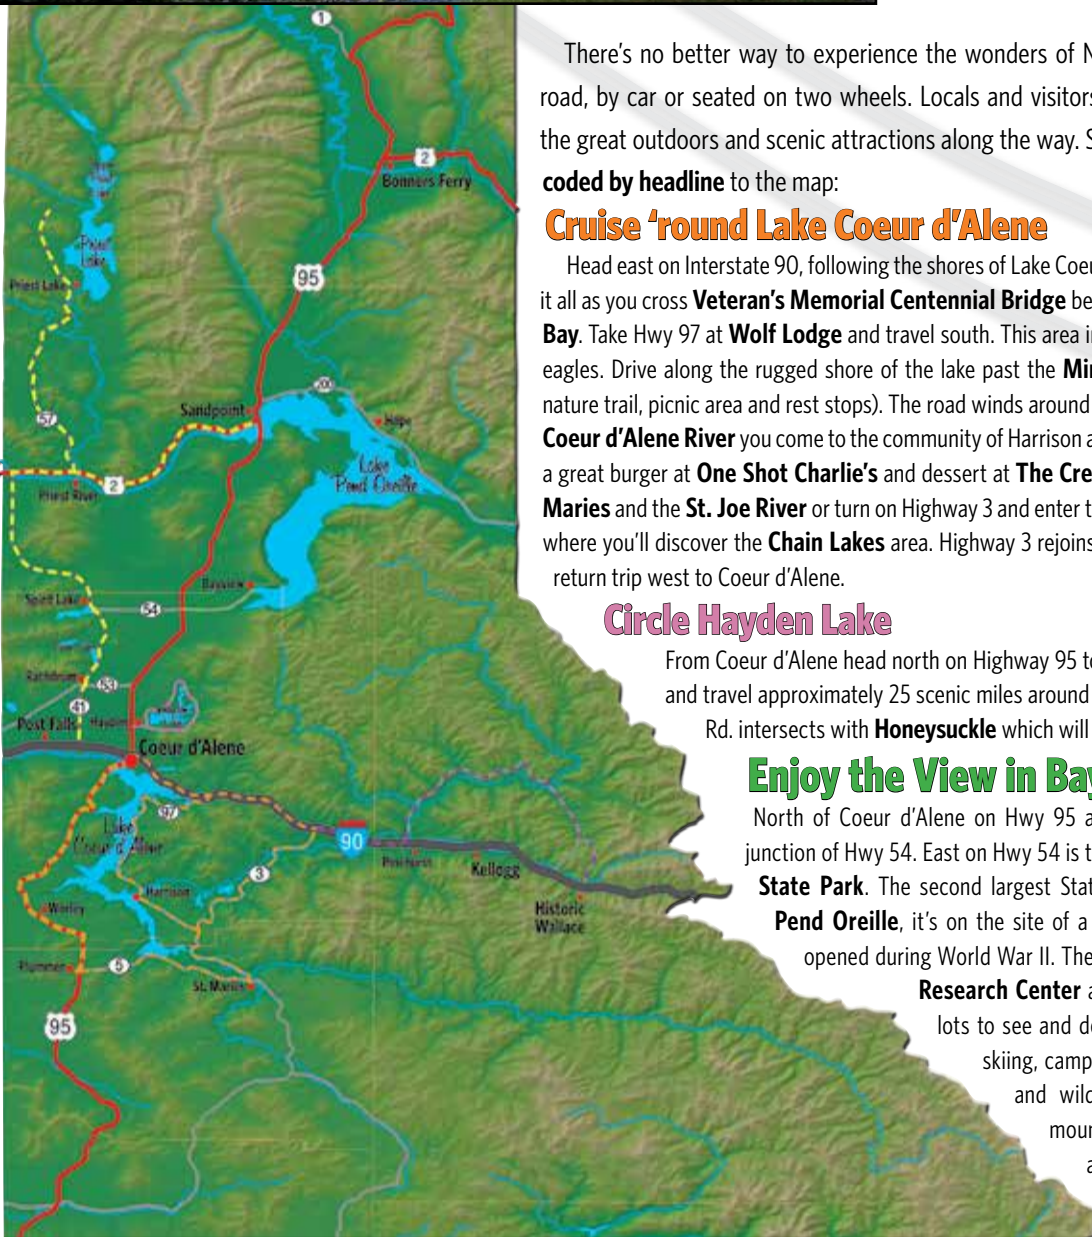 1
2
Bonners Ferry
Priest
Lake
95
Priest Lake
200
Sandpoint
Hope
57
Lake
Pend Oreille
2
Priest River
Bayview
Spirit Lake
54
Rathdrum
53
41
Post Falls
Hayden
Coeur d'Alene
97
Lake
Coeur d'Alene
90
Pinehurst
3
Kellogg
Harrison
Worley
Historic
Wallace
Plummer
5
St. Maries
95
There's no better way to experience the wonders of N
road, by car or seated on two wheels. Locals and visitors
the great outdoors and scenic attractions along the way. S
coded by headline to the map:
Cruise ‘round Lake Coeur d’Alene
Head east on Interstate 90, following the shores of Lake Coeu
it all as you cross Veteran's Memorial Centennial Bridge be
Bay. Take Hwy 97 at Wolf Lodge and travel south. This area i
eagles. Drive along the rugged shore of the lake past the Min
nature trail, picnic area and rest stops). The road winds around
Coeur d'Alene River you come to the community of Harrison a
a great burger at One Shot Charlie's and dessert at The Cre
Maries and the St. Joe River or turn on Highway 3 and enter t
where you'll discover the Chain Lakes area. Highway 3 rejoins
return trip west to Coeur d'Alene.
Circle Hayden Lake
From Coeur d'Alene head north on Highway 95 to
and travel approximately 25 scenic miles around
Rd. intersects with Honeysuckle which will
Enjoy the View in Bay
North of Coeur d'Alene on Hwy 95 a
junction of Hwy 54. East on Hwy 54 is t
State Park. The second largest Stat
Pend Oreille, it's on the site of a
opened during World War II. The
Research Center a
lots to see and d
skiing, camp
and wild
moun
a